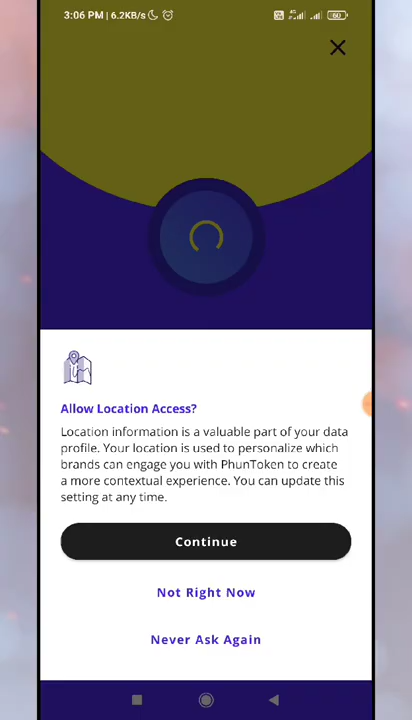 3:06 PM | 6.2KB/s
60
Allow Location Access?
Location information is a valuable part of your data
profile. Your location is used to personalize which
brands can engage you with PhunToken to create
a more contextual experience. You can update this
setting at any time.
Continue
Not Right Now
Never Ask Again